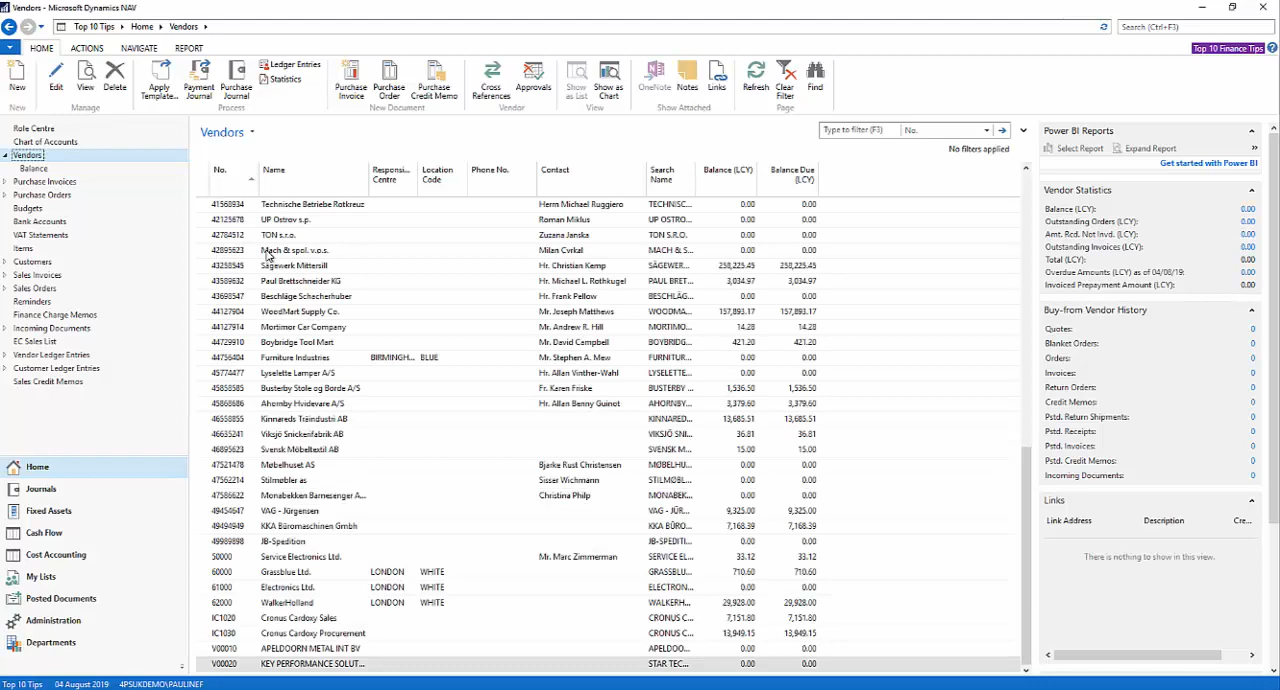 Vendors - Microsoft Dynamics NAV
Top 10 Tips Home Vendors
Search (Ctrl+F3)
HOME ACTIONS NAVIGATE REPORT
Top 10 Finance Tips
New
Edit View Delete
Apply Template... Payment Journal Purchase Journal
Ledger Entries
Statistics
Purchase Invoice Purchase Order Purchase Credit Memo
Cross References Approvals
Show as List Show as Chart
OneNote Notes Links
Refresh Clear Filter Find
New Manage Process New Document Vendor View Show Attached Page
Role Centre
Chart of Accounts
Vendors
Balance
Purchase Invoices
Purchase Orders
Budgets
Bank Accounts
VAT Statements
Items
Customers
Sales Invoices
Sales Orders
Reminders
Finance Charge Memos
Incoming Documents
EC Sales List
Vendor Ledger Entries
Customer Ledger Entries
Sales Credit Memos
Home
Journals
Fixed Assets
Cash Flow
Cost Accounting
My Lists
Posted Documents
Administration
Departments
Vendors
Type to filter (F3) No.
No filters applied
No. Name Responsi... Centre Location Code Phone No. Contact Search Name Balance (LCY) Balance Due (LCY)
41568934 Technische Betriebe Rotkreuz Herrn Michael Ruggiero TECHNISC... 0.00 0.00
42125678 UP Ostrov s.p. Roman Miklus UP OSTRO... 0.00 0.00
42784512 TON s.r.o. Zuzana Janska TON S.R.O. 0.00 0.00
42895623 Mach & spol. v.o.s. Milan Cvrkal MACH & S... 0.00 0.00
43258545 Sägewerk Mittersill Hr. Christian Kemp SÄGEWER... 258,225.45 258,225.45
43589632 Paul Brettschneider KG Hr. Michael L. Rothkugel PAUL BRET... 3,034.97 3,034.97
43698547 Beschläge Schacherhuber Hr. Frank Pellow BESCHLÄG... 0.00 0.00
44127904 WoodMart Supply Co. Mr. Joseph Matthews WOODMA... 157,893.17 157,893.17
44127914 Mortimor Car Company Mr. Andrew R. Hill MORTIMO... 14.28 14.28
44729910 Boybridge Tool Mart Mr. David Campbell BOYBRIDG... 421.20 421.20
44756404 Furniture Industries BIRMINGH... BLUE Mr. Stephen A. Mew FURNITUR... 0.00 0.00
45774477 Lyselette Lamper A/S Hr. Allan Vinther-Wahl LYSELETTE... 0.00 0.00
45858585 Busterby Stole og Borde A/S Fr. Karen Friske BUSTERBY ... 1,536.50 1,536.50
45868686 Ahornby Hvidevare A/S Hr. Allan Benny Guinot AHORNBY... 3,379.60 3,379.60
46558855 Kinnareds Träindustri AB KINNARED... 13,685.51 13,685.51
46635241 Viksjö Snickerifabrik AB VIKSJÖ SNI... 36.81 36.81
46895623 Svensk Möbeltextil AB SVENSK M... 15.00 15.00
47521478 Møbelhuset AS Bjarke Rust Christensen MØBELHU... 0.00 0.00
47562214 Stilmøbler as Sisser Wichmann STILMØBL... 0.00 0.00
47586622 Monabekken Barnesenger A... Christina Philp MONABEK... 0.00 0.00
49454647 VAG - Jürgensen VAG - JÜR... 9,325.00 9,325.00
49494949 KKA Büromaschinen Gmbh KKA BÜRO... 7,168.39 7,168.39
49989898 JB-Spedition JB-SPEDITI... 0.00 0.00
50000 Service Electronics Ltd. Mr. Marc Zimmerman SERVICE EL... 33.12 33.12
60000 Grassblue Ltd. LONDON WHITE GRASSBLU... 710.60 710.60
61000 Electronics Ltd. LONDON WHITE ELECTRON... 0.00 0.00
62000 WalkerHolland LONDON WHITE WALKERH... 29,928.00 29,928.00
IC1020 Cronus Cardoxy Sales CRONUS C... 7,151.80 7,151.80
IC1030 Cronus Cardoxy Procurement CRONUS C... 13,949.15 13,949.15
V00010 APELDOORN METAL INT BV APELDOO... 0.00 0.00
V00020 KEY PERFORMANCE SOLUT... STAR TEC... 0.00 0.00
Power BI Reports
Select Report Expand Report
Get started with Power BI
Vendor Statistics
Balance (LCY): 0.00
Outstanding Orders (LCY): 0.00
Amt. Rcd. Not Invd. (LCY): 0.00
Outstanding Invoices (LCY): 0.00
Total (LCY): 0.00
Overdue Amounts (LCY) as of 04/08/19: 0.00
Invoiced Prepayment Amount (LCY): 0.00
Buy-from Vendor History
Quotes: 0
Blanket Orders: 0
Orders: 0
Invoices: 0
Return Orders: 0
Credit Memos: 0
Pstd. Return Shipments: 0
Pstd. Receipts: 0
Pstd. Invoices: 0
Pstd. Credit Memos: 0
Incoming Documents: 0
Links
Link Address Description Cre...
There is nothing to show in this view.
Top 10 Tips 04 August 2019 4PSUKDEMO\PAULINEF